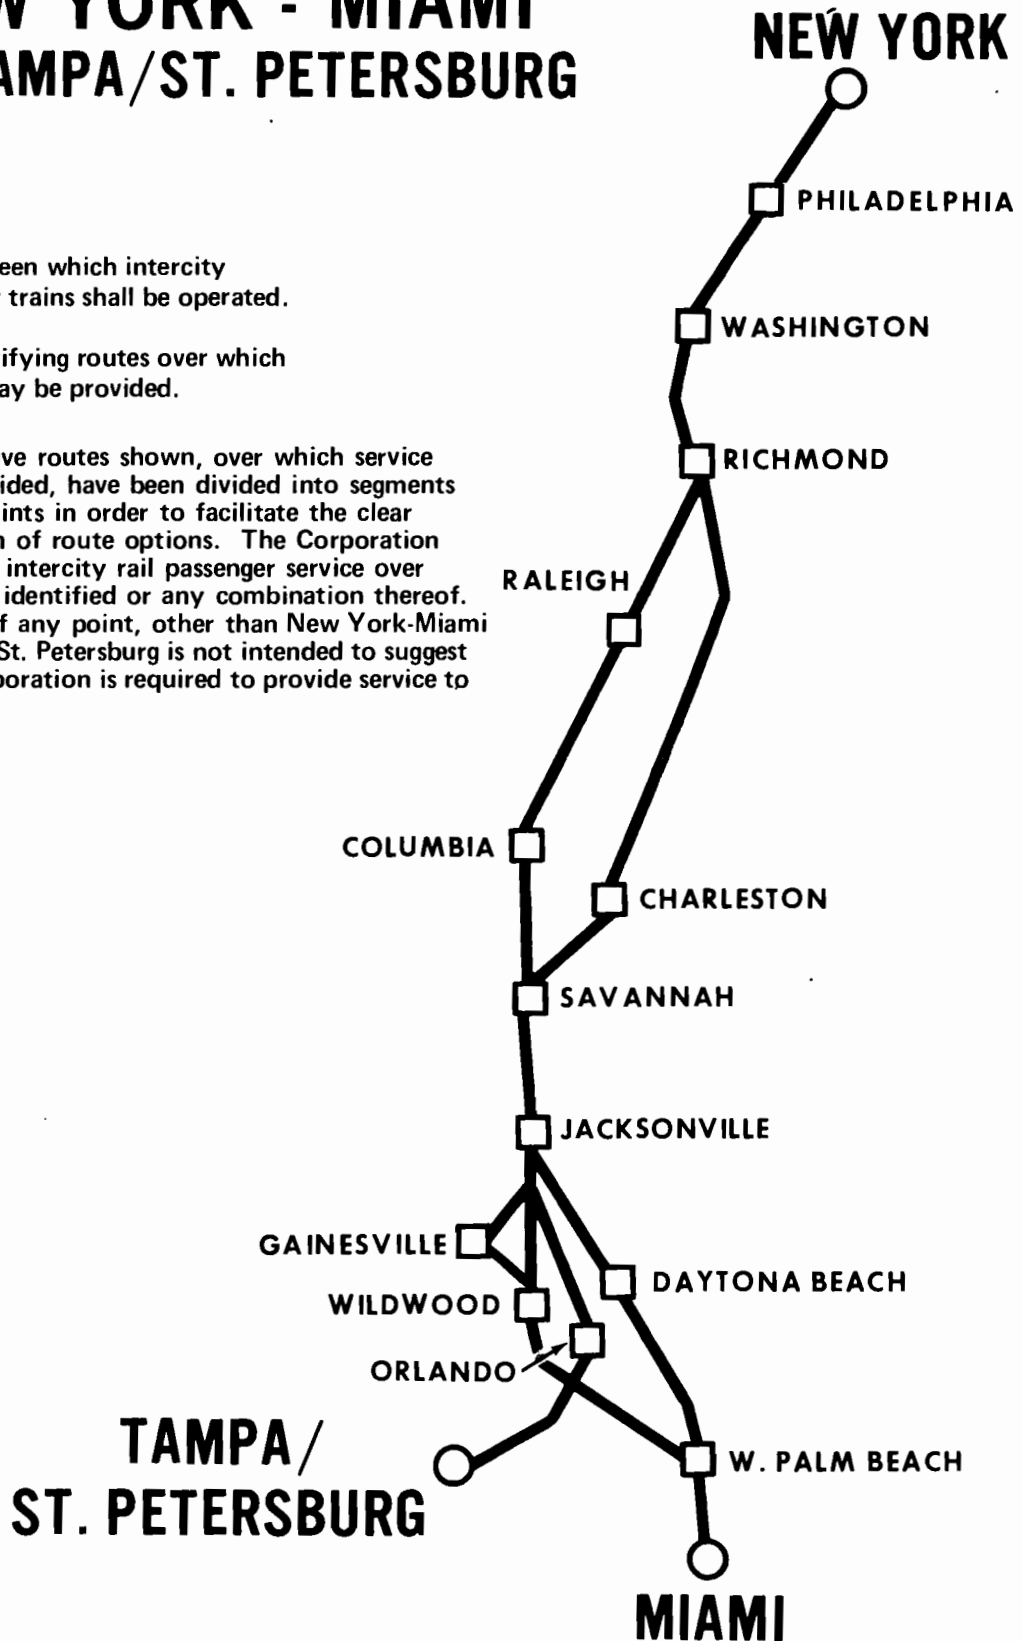 YORK - MIAMI
AMPA/ST. PETERSBURG
NEW YORK
PHILADELPHIA
een which intercity
trains shall be operated.
WASHINGTON
ifying routes over which
ay be provided.
RICHMOND
ve routes shown, over which service
ided, have been divided into segments
ints in order to facilitate the clear
of route options. The Corporation
intercity rail passenger service over
identified or any combination thereof.
f any point, other than New York-Miami
St. Petersburg is not intended to suggest
poration is required to provide service to
RALEIGH
COLUMBIA
CHARLESTON
SAVANNAH
JACKSONVILLE
GAINESVILLE
DAYTONA BEACH
WILDWOOD
ORLANDO
TAMPA/
ST. PETERSBURG
W. PALM BEACH
MIAMI